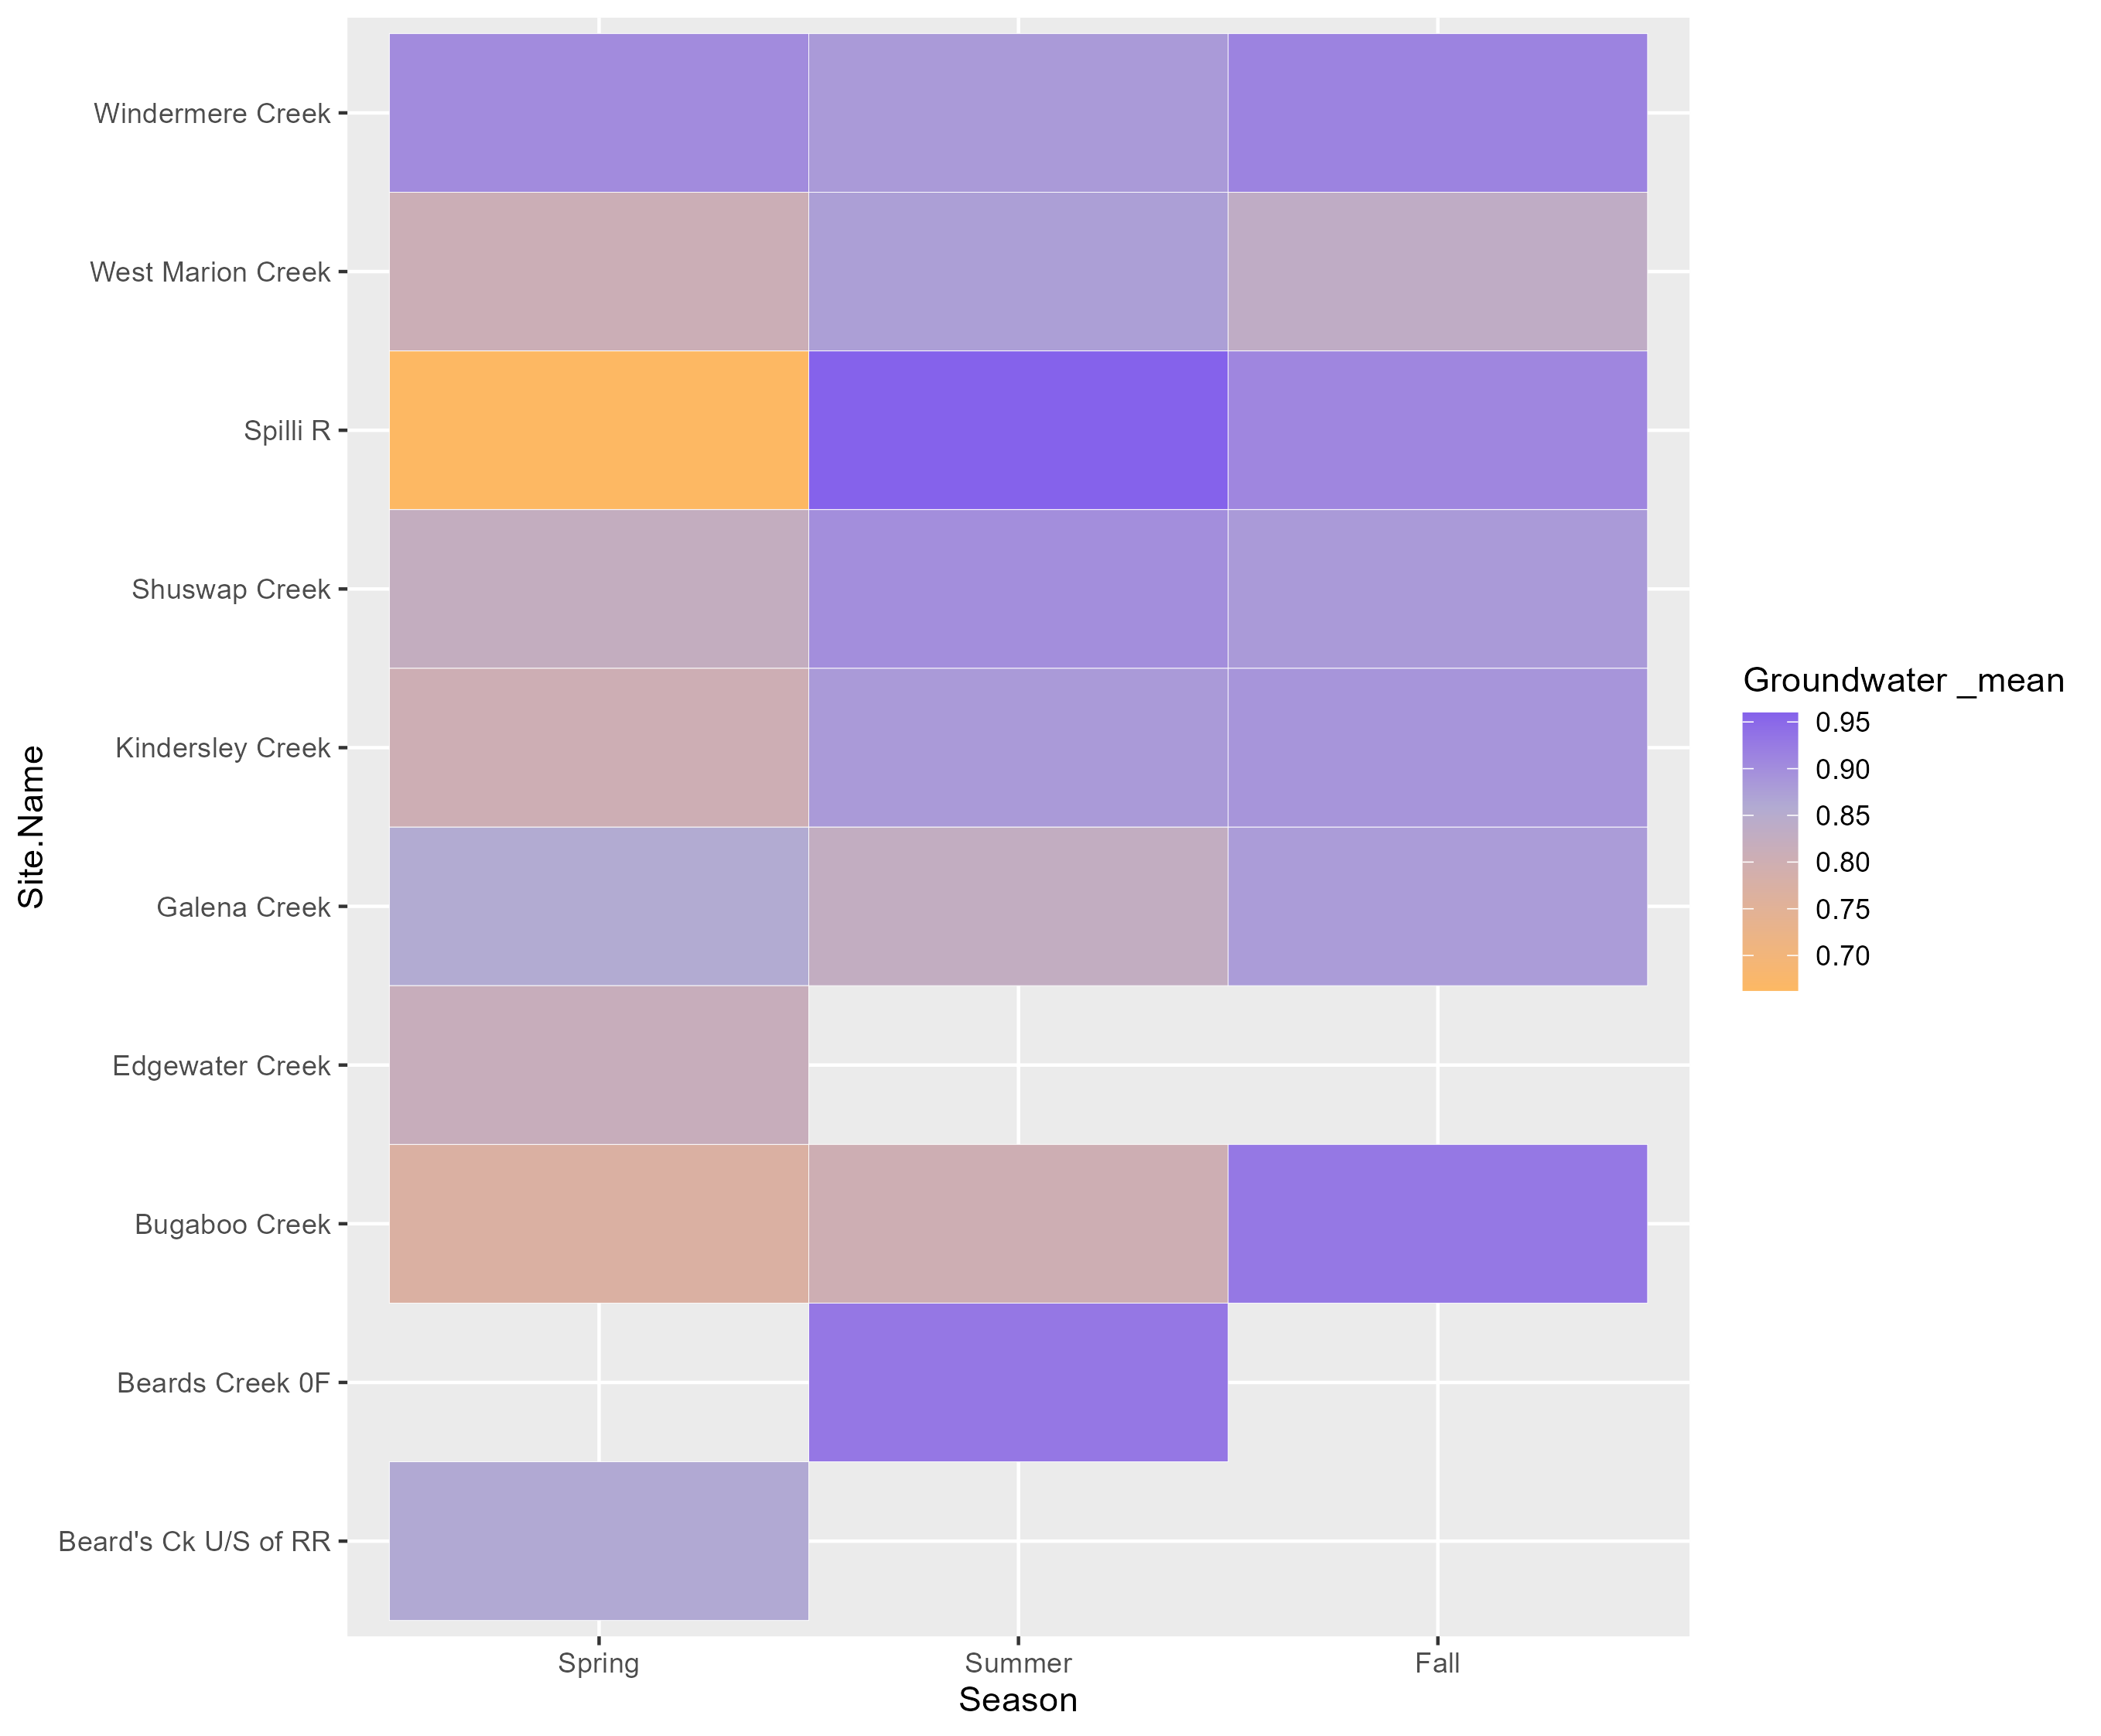 Site.Name
Windermere Creek
West Marion Creek
Spilli R
Shuswap Creek
Kindersley Creek
Galena Creek
Edgewater Creek
Bugaboo Creek
Beards Creek 0F
Beard's Ck U/S of RR
Spring
Summer
Fall
Season
Groundwater _mean
0.95
0.90
0.85
0.80
0.75
0.70